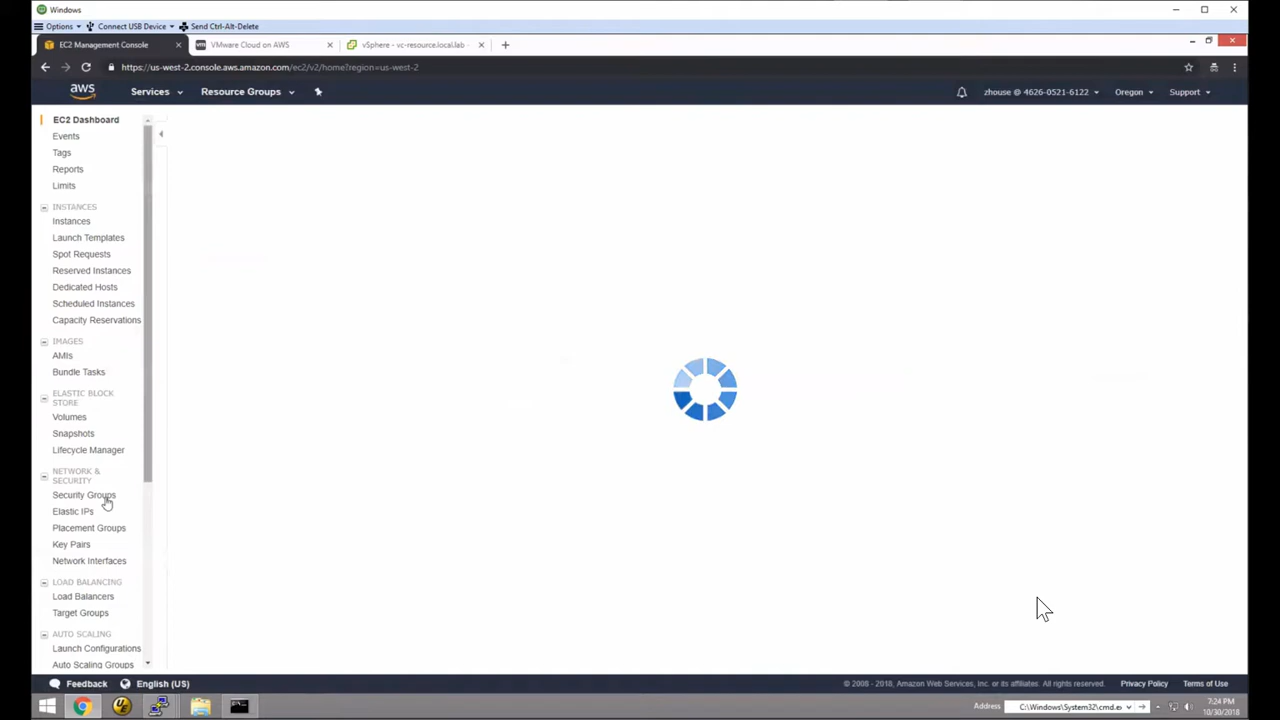 Windows
Options
Connect USB Device
Send Ctrl-Alt-Delete
EC2 Management Console
vm
VMware Cloud on AWS
vSphere - vc-resource.local.lab -
https://us-west-2.console.aws.amazon.com/ec2/v2/home?region=us-west-2
aws
Services
Resource Groups
zhouse @ 4626-0521-6122
Oregon
Support
EC2 Dashboard
Events
Tags
Reports
Limits
INSTANCES
Instances
Launch Templates
Spot Requests
Reserved Instances
Dedicated Hosts
Scheduled Instances
Capacity Reservations
IMAGES
AMIs
Bundle Tasks
ELASTIC BLOCK
STORE
Volumes
Snapshots
Lifecycle Manager
NETWORK &
SECURITY
Security Groups
Elastic IPs
Placement Groups
Key Pairs
Network Interfaces
LOAD BALANCING
Load Balancers
Target Groups
AUTO SCALING
Launch Configurations
Auto Scaling Groups
Feedback
English (US)
© 2008 - 2018, Amazon Web Services, Inc. or its affiliates. All rights reserved.
Privacy Policy
Terms of Use
Address
C:\Windows\System32\cmd.ex
7:24 PM
10/30/2018